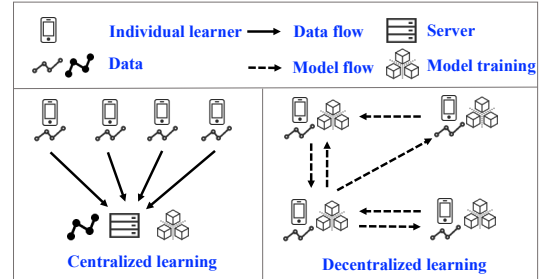 Individual learner Data flow Server
Data Model flow Model training
Centralized learning Decentralized learning